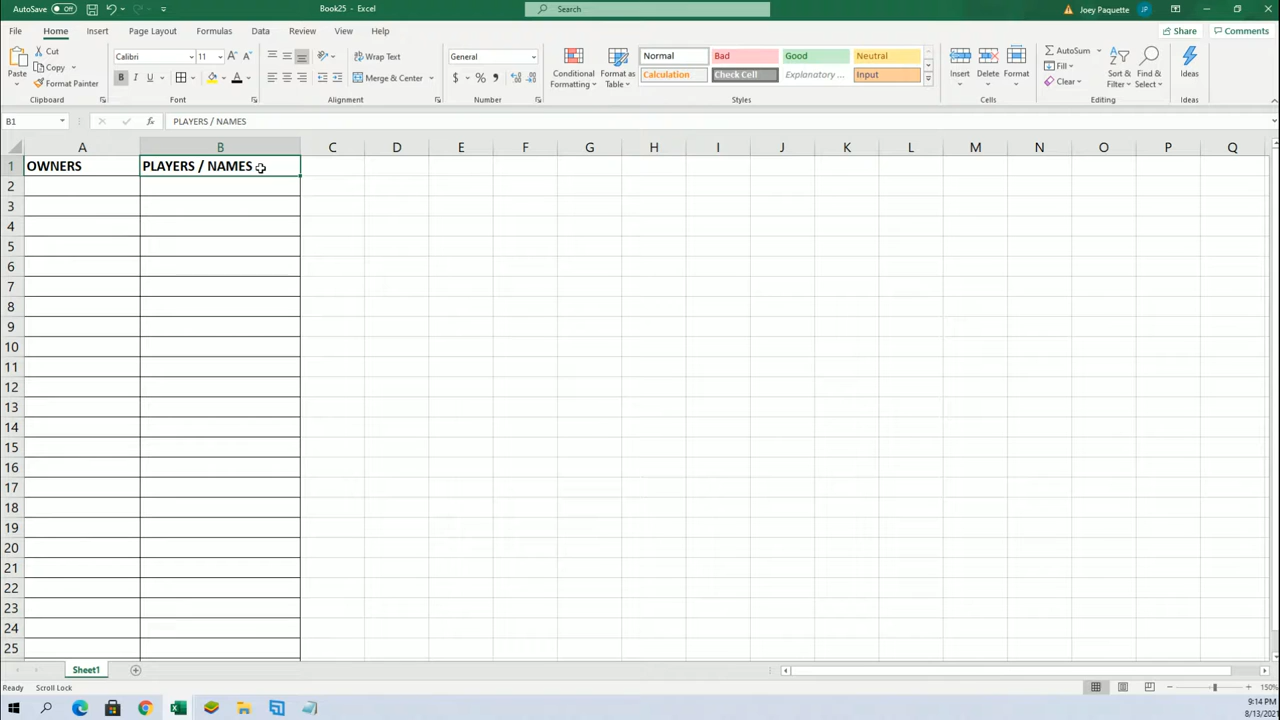 AutoSave Off Book25 - Excel Search Joey Paquette JP
File Home Insert Page Layout Formulas Data Review View Help Share Comments
Paste Cut Copy Format Painter Clipboard
Calibri 11 B I U A Font
Wrap Text Merge & Center Alignment
General $ % , Number
Conditional Formatting Format as Table
Normal Bad Good Neutral
Calculation Check Cell Explanatory ... Input
Styles
Insert Delete Format Cells
AutoSum Fill Clear Sort & Filter Find & Select Editing
Ideas Ideas
B1 fx PLAYERS / NAMES
A B C D E F G H I J K L M N O P Q
1 OWNERS PLAYERS / NAMES
2
3
4
5
6
7
8
9
10
11
12
13
14
15
16
17
18
19
20
21
22
23
24
25
Sheet1
Ready Scroll Lock 150%
9:14 PM